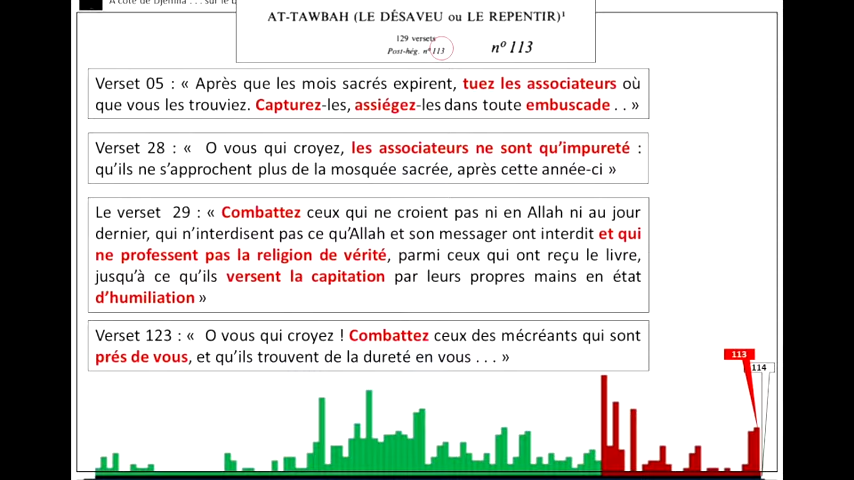 A côté de Djemila . . . sur le
AT-TAWBAH (LE DÉSAVEU ou LE REPENTIR)¹
129 versets
Post-hég. n° 113
n° 113
Verset 05 : « Après que les mois sacrés expirent, tuez les associateurs où
que vous les trouviez. Capturez-les, assiégez-les dans toute embuscade . . »
Verset 28 : « O vous qui croyez, les associateurs ne sont qu’impureté :
qu’ils ne s’approchent plus de la mosquée sacrée, après cette année-ci »
Le verset 29 : « Combattez ceux qui ne croient pas ni en Allah ni au jour
dernier, qui n’interdisent pas ce qu’Allah et son messager ont interdit et qui
ne professent pas la religion de vérité, parmi ceux qui ont reçu le livre,
jusqu’à ce qu’ils versent la capitation par leurs propres mains en état
d’humiliation »
Verset 123 : « O vous qui croyez ! Combattez ceux des mécréants qui sont
prés de vous, et qu’ils trouvent de la dureté en vous . . . »
113
114